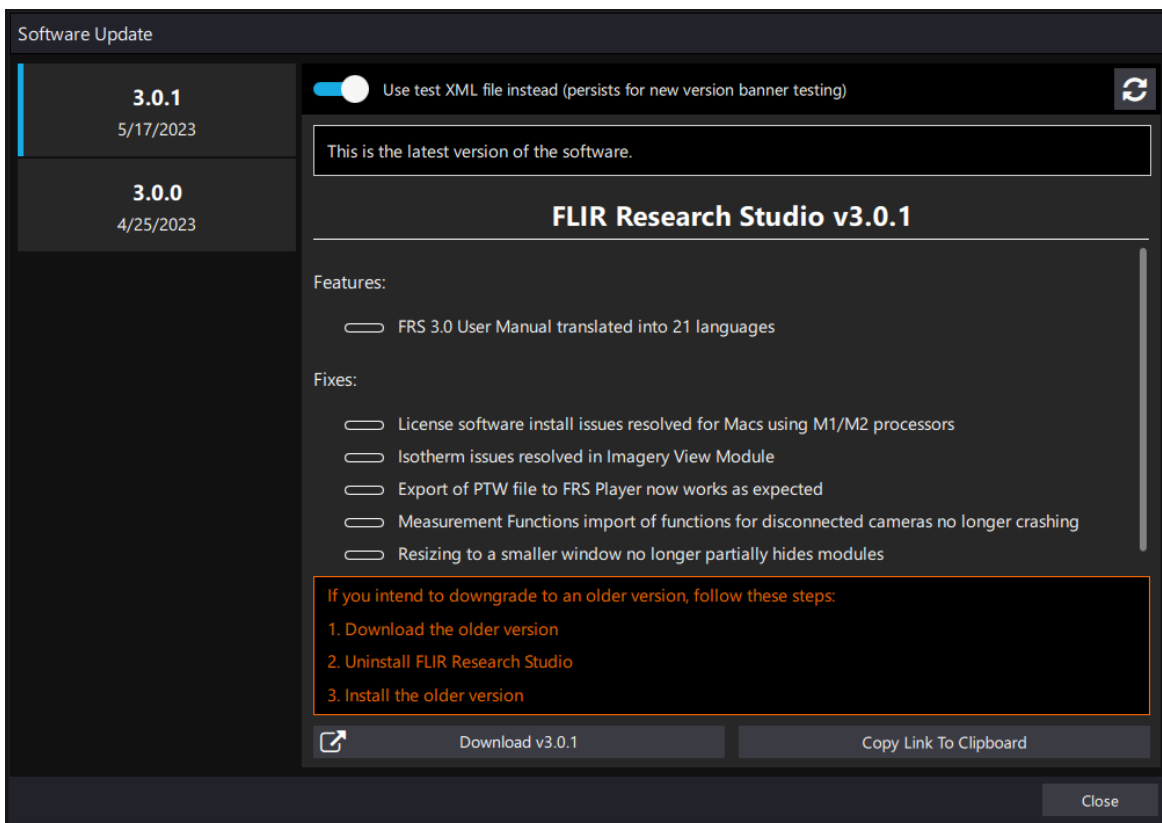 Software Update
3.0.1
5/17/2023
3.0.0
4/25/2023
Use test XML file instead (persists for new version banner testing)
This is the latest version of the software.
FLIR Research Studio v3.0.1
Features:
FRS 3.0 User Manual translated into 21 languages
Fixes:
License software install issues resolved for Macs using M1/M2 processors
Isotherm issues resolved in Imagery View Module
Export of PTW file to FRS Player now works as expected
Measurement Functions import of functions for disconnected cameras no longer crashing
Resizing to a smaller window no longer partially hides modules
If you intend to downgrade to an older version, follow these steps:
1. Download the older version
2. Uninstall FLIR Research Studio
3. Install the older version
Download v3.0.1
Copy Link To Clipboard
Close